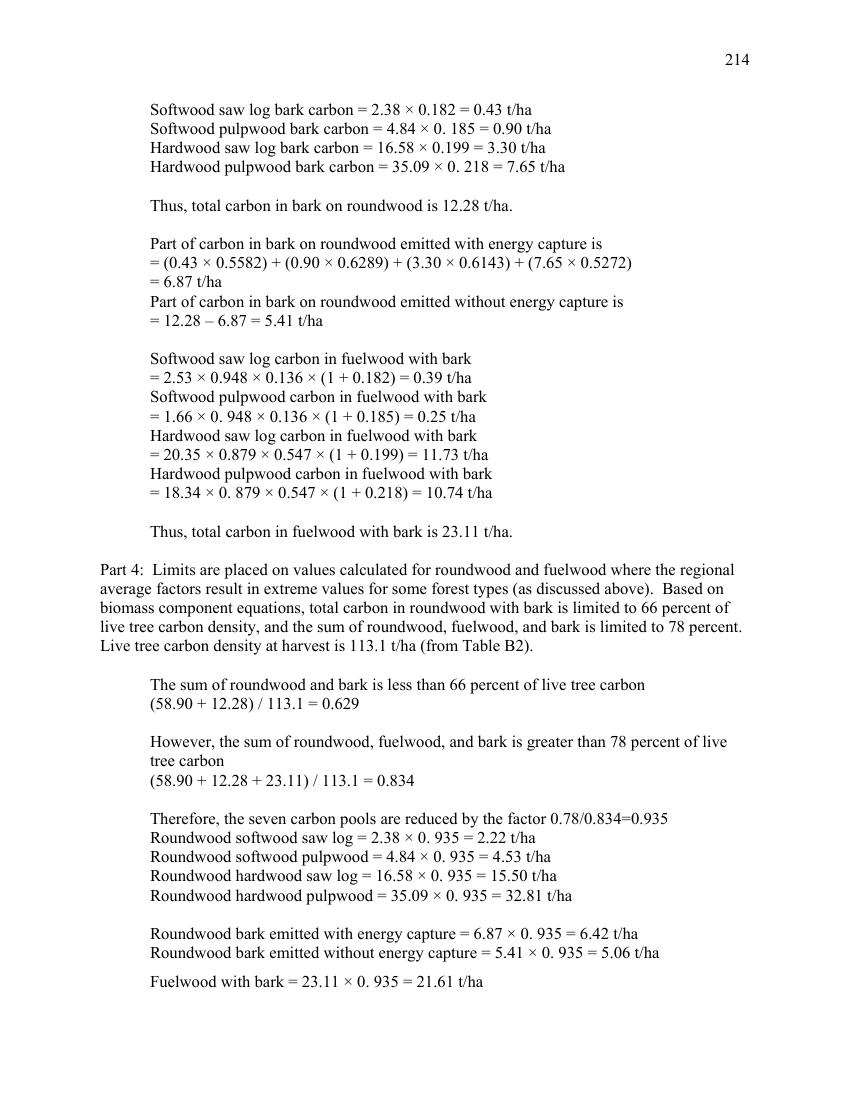 214
Softwood saw log bark carbon = 2.38 × 0.182 = 0.43 t/ha
Softwood pulpwood bark carbon = 4.84 × 0. 185 = 0.90 t/ha
Hardwood saw log bark carbon = 16.58 × 0.199 = 3.30 t/ha
Hardwood pulpwood bark carbon = 35.09 × 0. 218 = 7.65 t/ha
Thus, total carbon in bark on roundwood is 12.28 t/ha.
Part of carbon in bark on roundwood emitted with energy capture is
= (0.43 × 0.5582) + (0.90 × 0.6289) + (3.30 × 0.6143) + (7.65 × 0.5272)
= 6.87 t/ha
Part of carbon in bark on roundwood emitted without energy capture is
= 12.28 – 6.87 = 5.41 t/ha
Softwood saw log carbon in fuelwood with bark
= 2.53 × 0.948 × 0.136 × (1 + 0.182) = 0.39 t/ha
Softwood pulpwood carbon in fuelwood with bark
= 1.66 × 0. 948 × 0.136 × (1 + 0.185) = 0.25 t/ha
Hardwood saw log carbon in fuelwood with bark
= 20.35 × 0.879 × 0.547 × (1 + 0.199) = 11.73 t/ha
Hardwood pulpwood carbon in fuelwood with bark
= 18.34 × 0. 879 × 0.547 × (1 + 0.218) = 10.74 t/ha
Thus, total carbon in fuelwood with bark is 23.11 t/ha.
Part 4:  Limits are placed on values calculated for roundwood and fuelwood where the regional
average factors result in extreme values for some forest types (as discussed above).  Based on
biomass component equations, total carbon in roundwood with bark is limited to 66 percent of
live tree carbon density, and the sum of roundwood, fuelwood, and bark is limited to 78 percent.
Live tree carbon density at harvest is 113.1 t/ha (from Table B2).
The sum of roundwood and bark is less than 66 percent of live tree carbon
(58.90 + 12.28) / 113.1 = 0.629
However, the sum of roundwood, fuelwood, and bark is greater than 78 percent of live
tree carbon
(58.90 + 12.28 + 23.11) / 113.1 = 0.834
Therefore, the seven carbon pools are reduced by the factor 0.78/0.834=0.935
Roundwood softwood saw log = 2.38 × 0. 935 = 2.22 t/ha
Roundwood softwood pulpwood = 4.84 × 0. 935 = 4.53 t/ha
Roundwood hardwood saw log = 16.58 × 0. 935 = 15.50 t/ha
Roundwood hardwood pulpwood = 35.09 × 0. 935 = 32.81 t/ha
Roundwood bark emitted with energy capture = 6.87 × 0. 935 = 6.42 t/ha
Roundwood bark emitted without energy capture = 5.41 × 0. 935 = 5.06 t/ha
Fuelwood with bark = 23.11 × 0. 935 = 21.61 t/ha